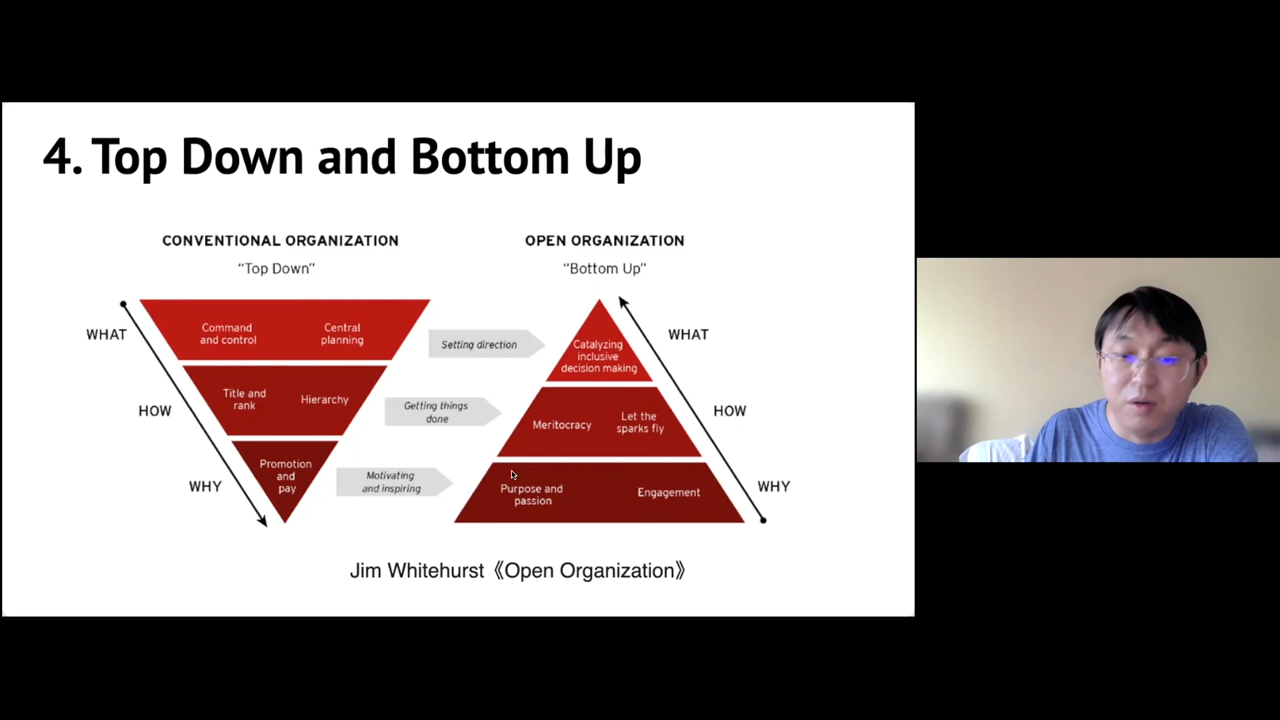 4. Top Down and Bottom Up
CONVENTIONAL ORGANIZATION
“Top Down”
OPEN ORGANIZATION
“Bottom Up”
WHAT
Command
and control
Central
planning
Setting direction
Catalyzing
inclusive
decision making
WHAT
HOW
Title and
rank
Hierarchy
Getting things
done
Meritocracy
Let the
sparks fly
HOW
WHY
Promotion
and
pay
Motivating
and inspiring
Purpose and
passion
Engagement
WHY
Jim Whitehurst《Open Organization》